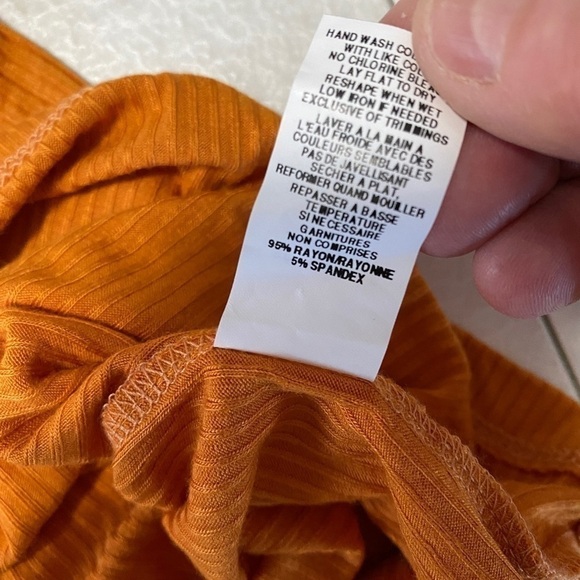 HAND WASH
WITH LIKE
NO CHLORINE
LAY FLAT TO DRY
RESHAPE WHEN WET
LOW IRON IF NEEDED
EXCLUSIVE OF TRIMMINGS
LAVER A LA MAIN A
L'EAU FROIDE AVEC DES
COULEURS SEMBLABLES
PAS DE JAVELLISANT
SECHER A PLAT,
REFORMER QUAND MOUILLER
REPASSER A BASSE
TEMPERATURE
SI NECESSAIRE
GARNITURES
NON COMPRISES
95% RAYON/RAYONNE
5% SPANDEX